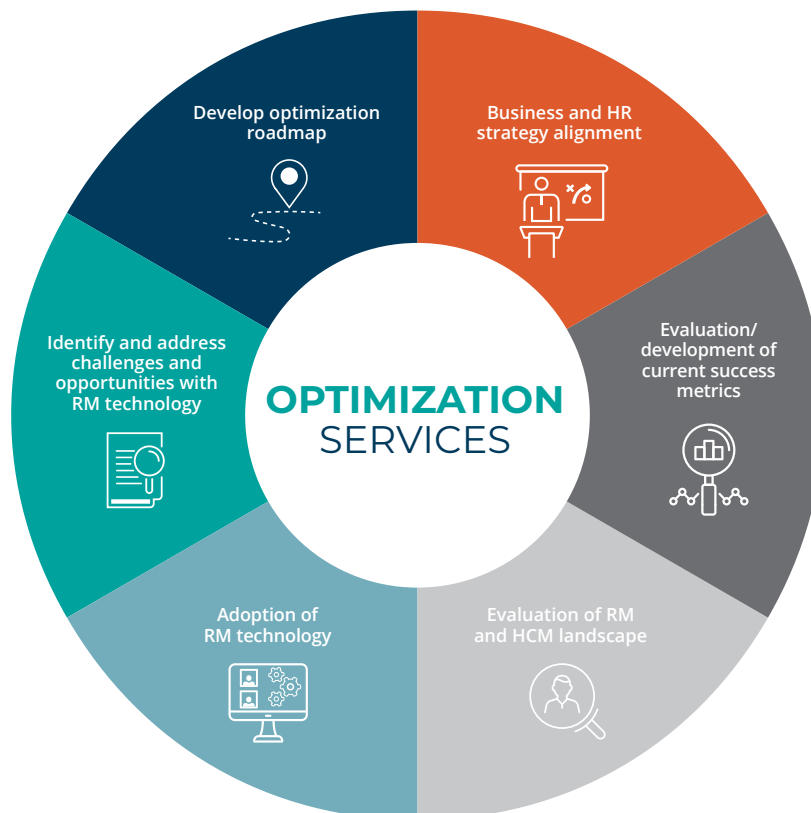 Develop optimization
roadmap
Business and HR
strategy alignment
Evaluation/
development of
current success
metrics
Evaluation of RM
and HCM landscape
Adoption of
RM technology
Identify and address
challenges and
opportunities with
RM technology
OPTIMIZATION
SERVICES